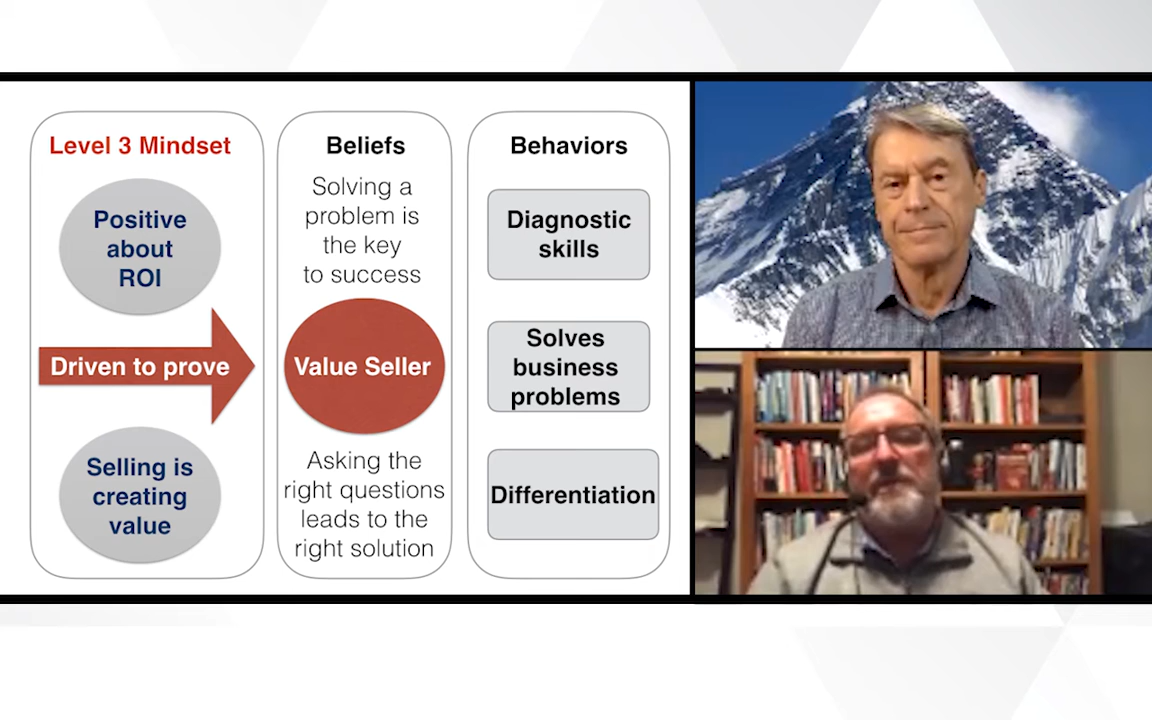 Level 3 Mindset
Positive
about
ROI
Driven to prove
Selling is
creating
value
Beliefs
Solving a
problem is
the key
to success
Value Seller
Asking the
right questions
leads to the
right solution
Behaviors
Diagnostic
skills
Solves
business
problems
Differentiation